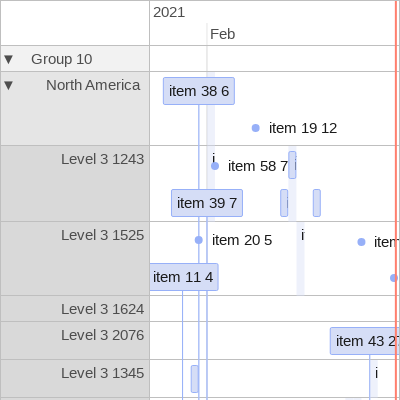 2021
Feb
▼ Group 10
▼ North America
item 38 6
item 19 12
Level 3 1243
i
item 58 7
item 39 7
Level 3 1525
item 20 5
i
item 11 4
Level 3 1624
Level 3 2076
item 43
Level 3 1345
i